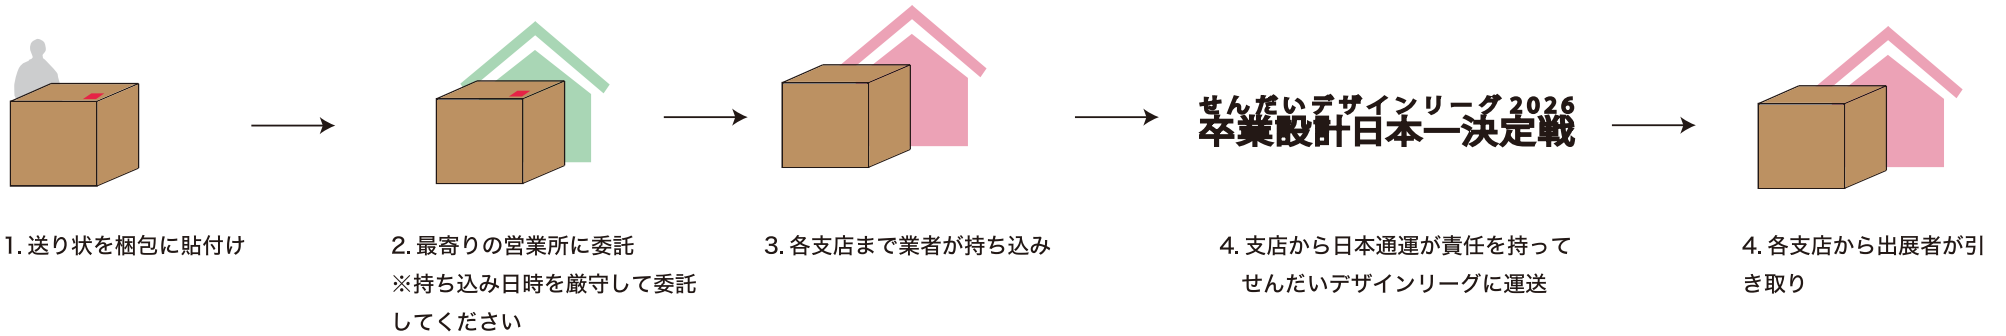 せんだいデザインリーグ 2026
卒業設計日本一決定戦
1. 送り状を梱包に貼付け
2. 最寄りの営業所に委託
※持ち込み日時を厳守して委託
してください
3. 各支店まで業者が持ち込み
4. 支店から日本通運が責任を持って
せんだいデザインリーグに運送
4. 各支店から出展者が引
き取り